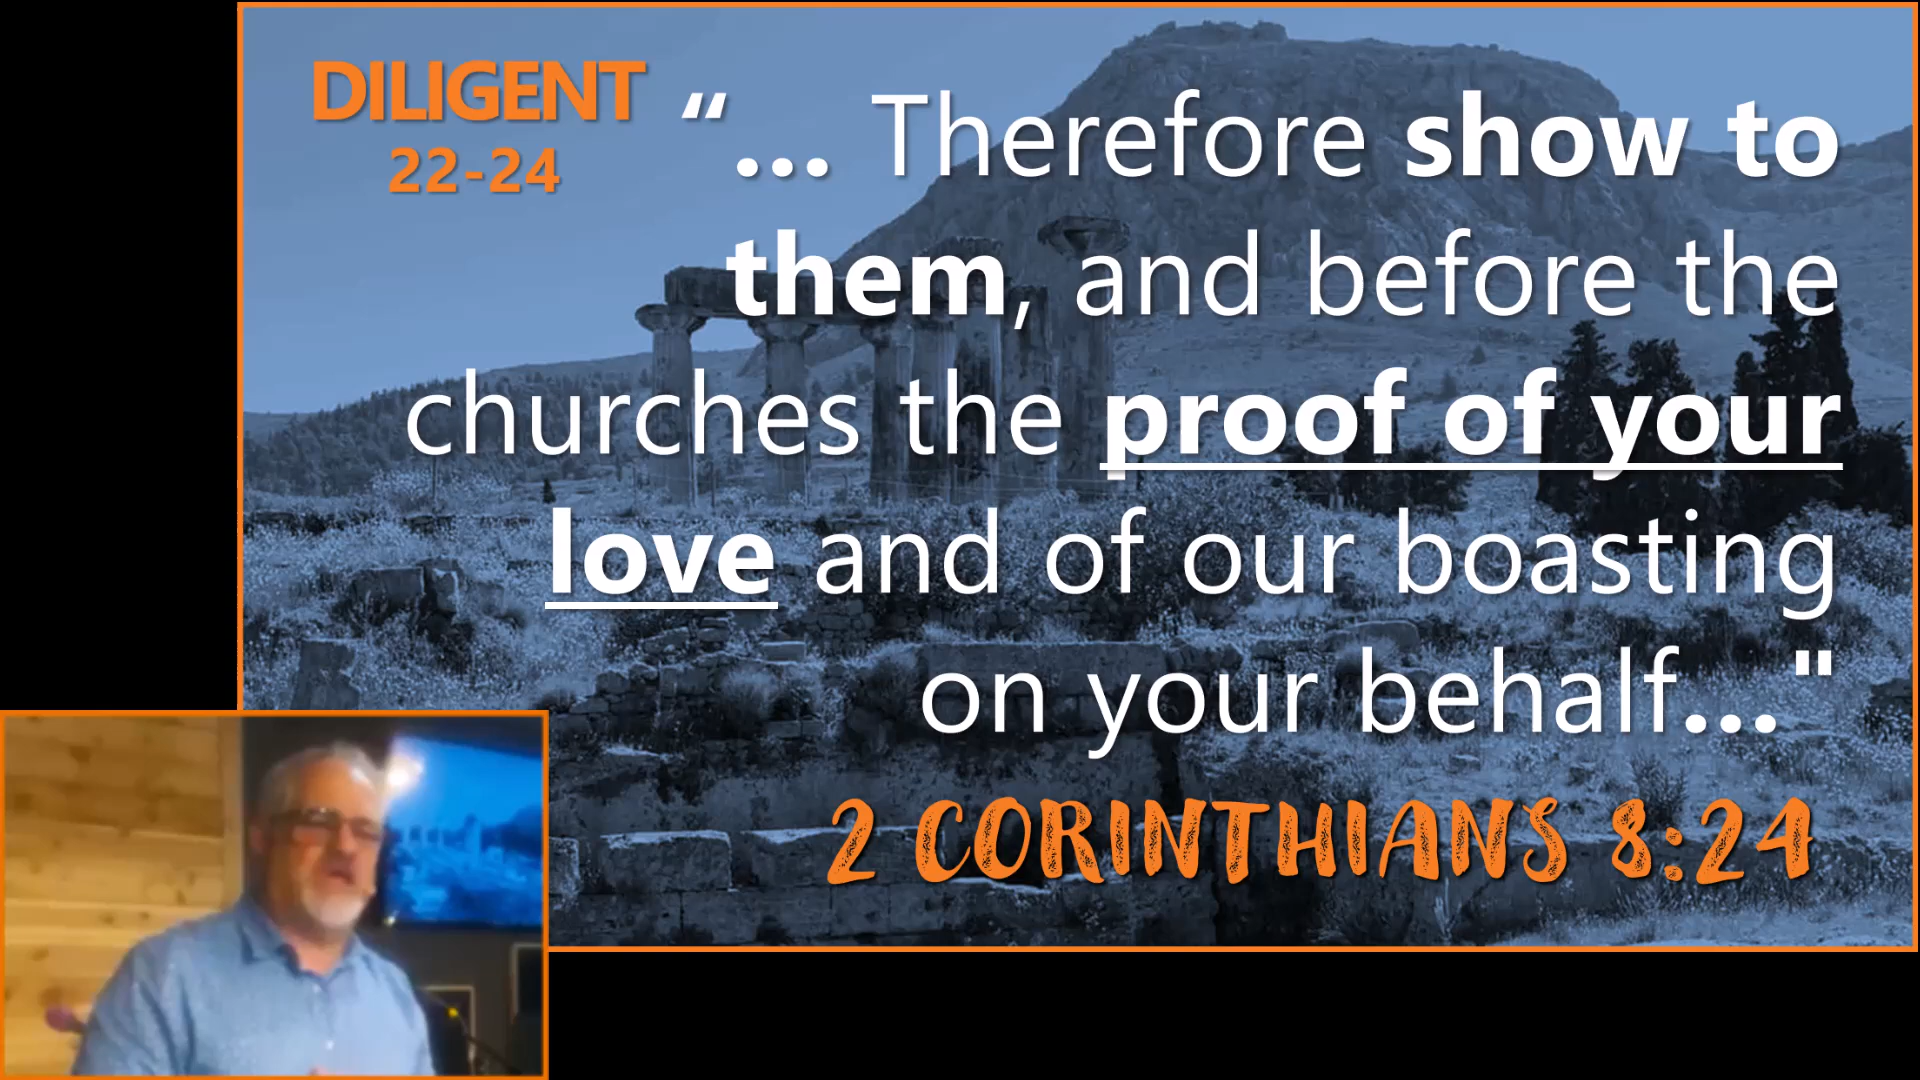 DILIGENT
22-24
“... Therefore show to
them, and before the
churches the proof of your
love and of our boasting
on your behalf..."
2 CORINTHIANS 8:24